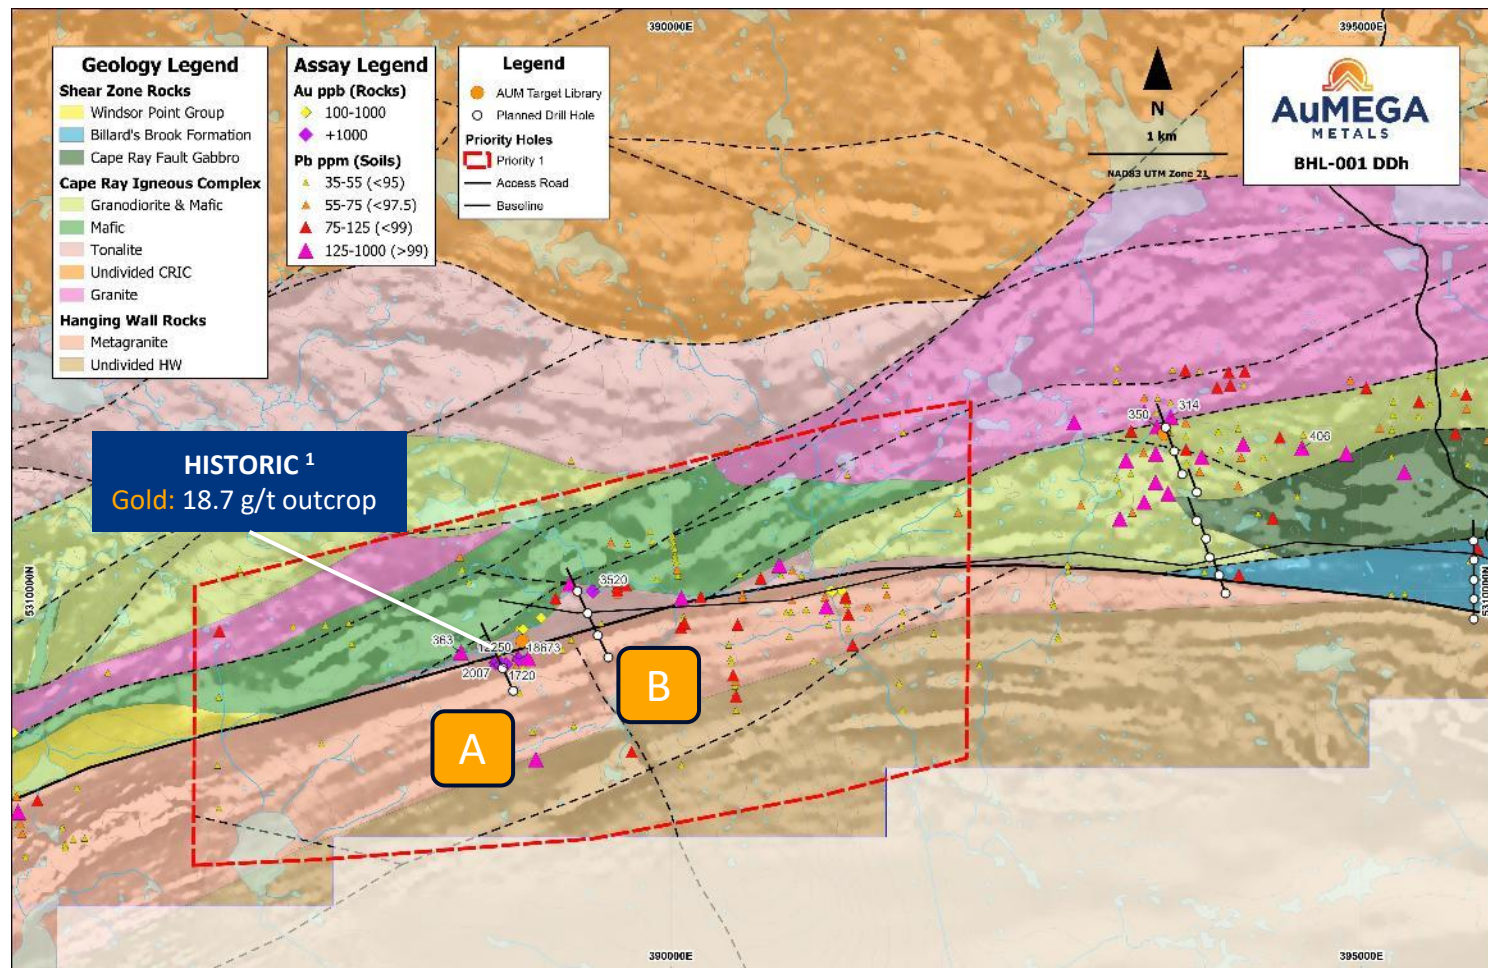 390000E
395000E
Geology Legend
Shear Zone Rocks
Windsor Point Group
Billard's Brook Formation
Cape Ray Fault Gabbro
Cape Ray Igneous Complex
Granodiorite & Mafic
Mafic
Tonalite
Undivided CRIC
Granite
Hanging Wall Rocks
Metagranite
Undivided HW
Assay Legend
Au ppb (Rocks)
100-1000
+1000
Pb ppm (Soils)
35-55 (<95)
55-75 (<97.5)
75-125 (<99)
125-1000 (>99)
Legend
AUM Target Library
Planned Drill Hole
Priority Holes
Priority 1
Access Road
Baseline
N
1 km
NAD83 UTM Zone 21
AuMEGA
METALS
BHL-001 DDh
HISTORIC 1
Gold: 18.7 g/t outcrop
350
314
406
3520
363
12250
18673
2007
1720
A
B
5310000N
5310000N
390000E
395000E